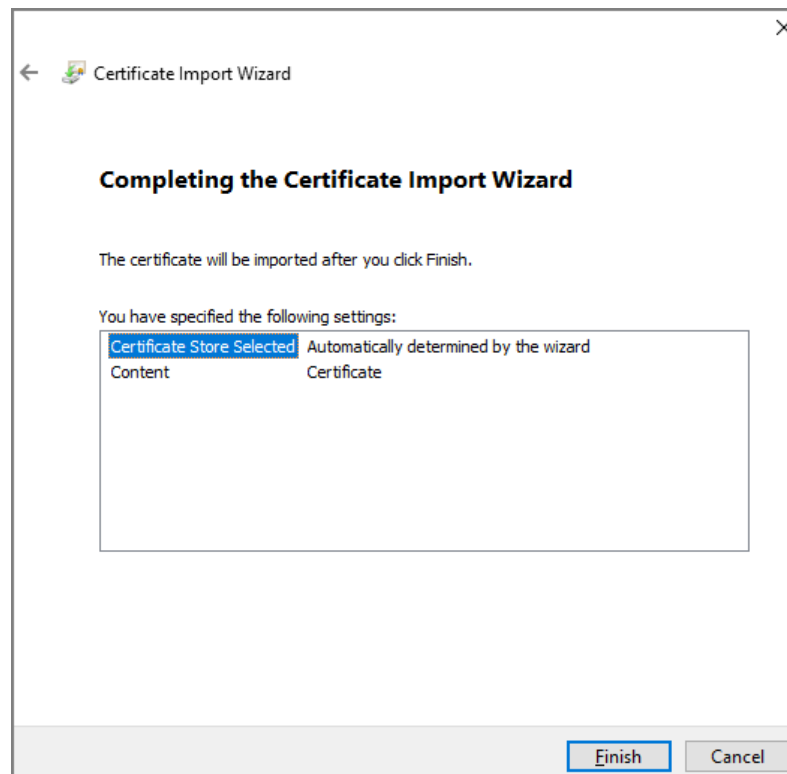 Certificate Import Wizard
Completing the Certificate Import Wizard
The certificate will be imported after you click Finish.
You have specified the following settings:
Certificate Store Selected Automatically determined by the wizard
Content Certificate
Finish Cancel